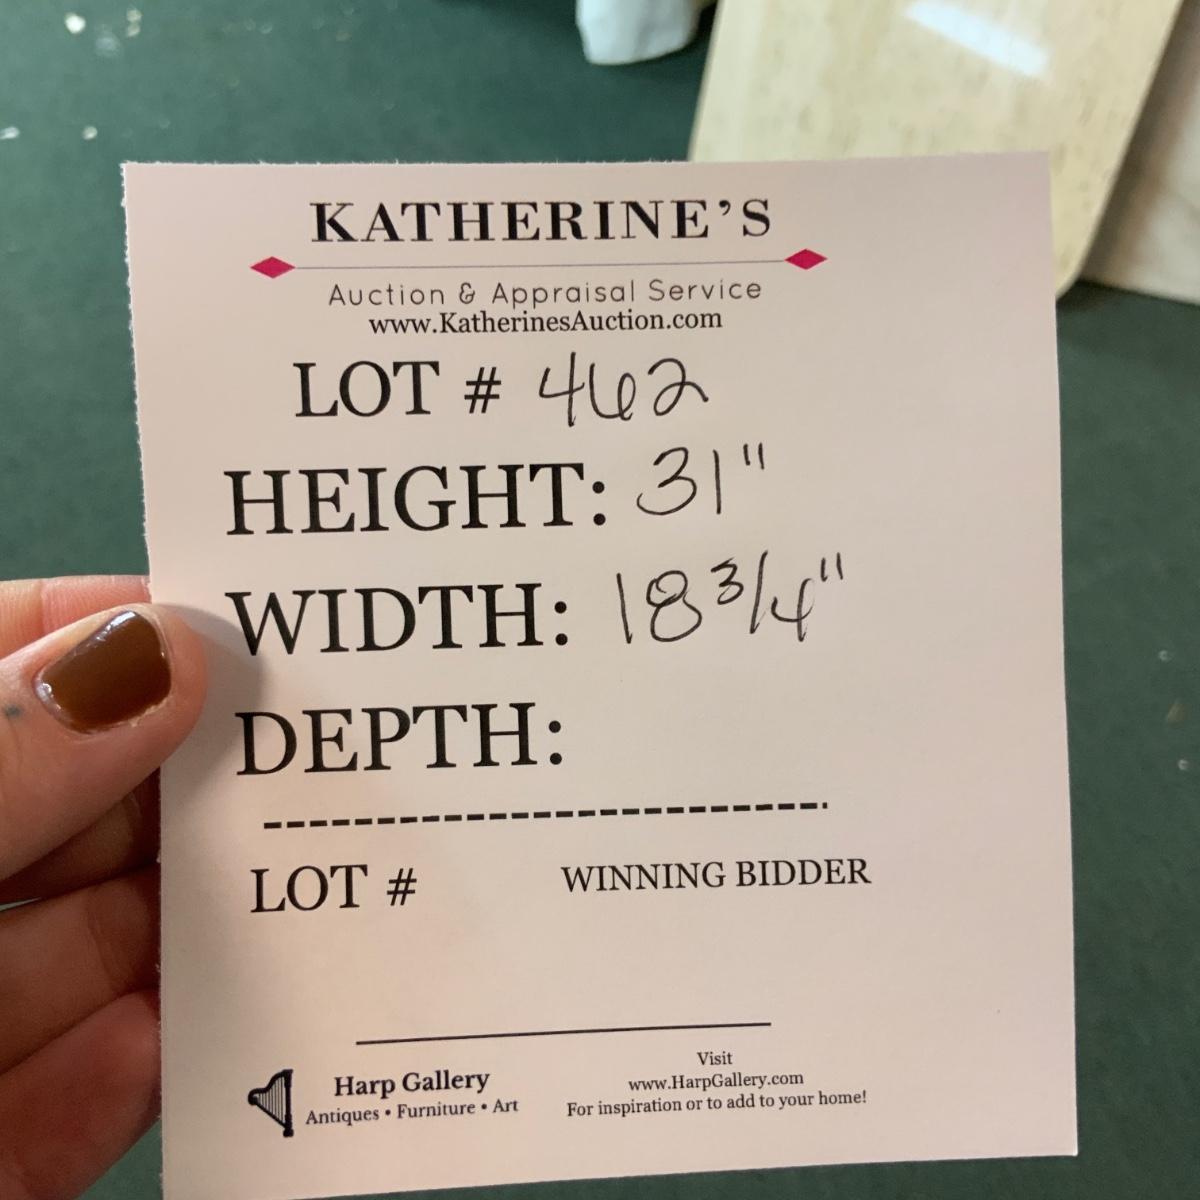 KATHERINE'S
Auction & Appraisal Service
www.KatherinesAuction.com
LOT # 462
HEIGHT: 31"
WIDTH: 18 3/4"
DEPTH:
LOT # WINNING BIDDER
Harp Gallery
Antiques • Furniture • Art
Visit
www.HarpGallery.com
For inspiration or to add to your home!